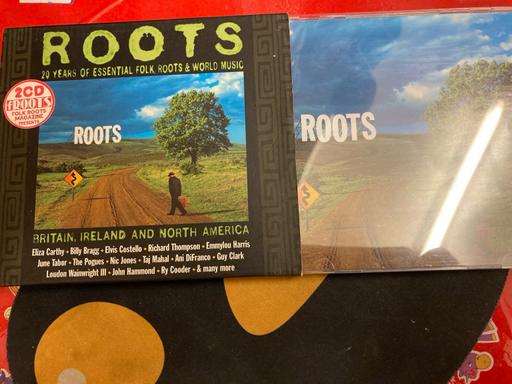 ROOTS
20 YEARS OF ESSENTIAL FOLK, ROOTS & WORLD MUSIC
2CD
fROOTS
FOLK ROOTS
MAGAZINE
PRESENTS
ROOTS
BRITAIN, IRELAND AND NORTH AMERICA
Eliza Carthy • Billy Bragg • Elvis Costello • Richard Thompson • Emmylou Harris
June Tabor • The Pogues • Nic Jones • Taj Mahal • Ani DiFranco • Guy Clark
Loudon Wainwright III • John Hammond • Ry Cooder • & many more
ROOTS